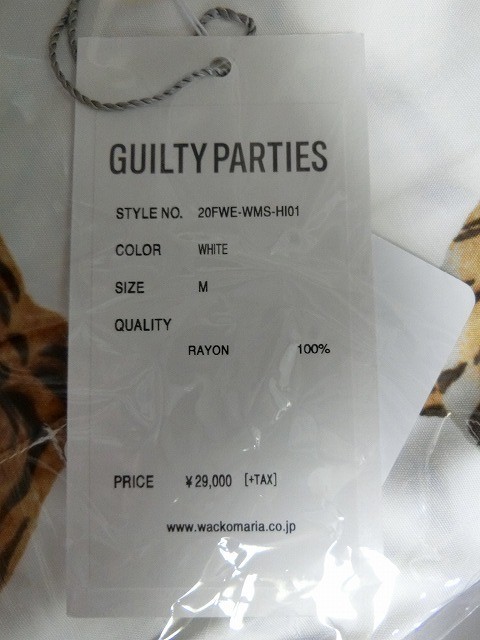 GUILTY PARTIES
STYLE NO. 20FWE-WMS-HI01
COLOR WHITE
SIZE M
QUALITY
RAYON 100%
PRICE ¥29,000 [+TAX]
www.wackomaria.co.jp